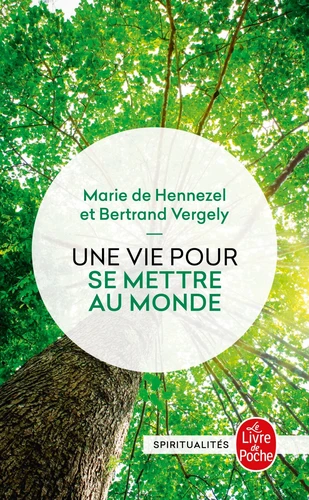 Marie de Hennezel
et Bertrand Vergely
UNE VIE POUR
SE METTRE
AU MONDE
SPIRITUALITÉS
Le
Livre
de
Poche